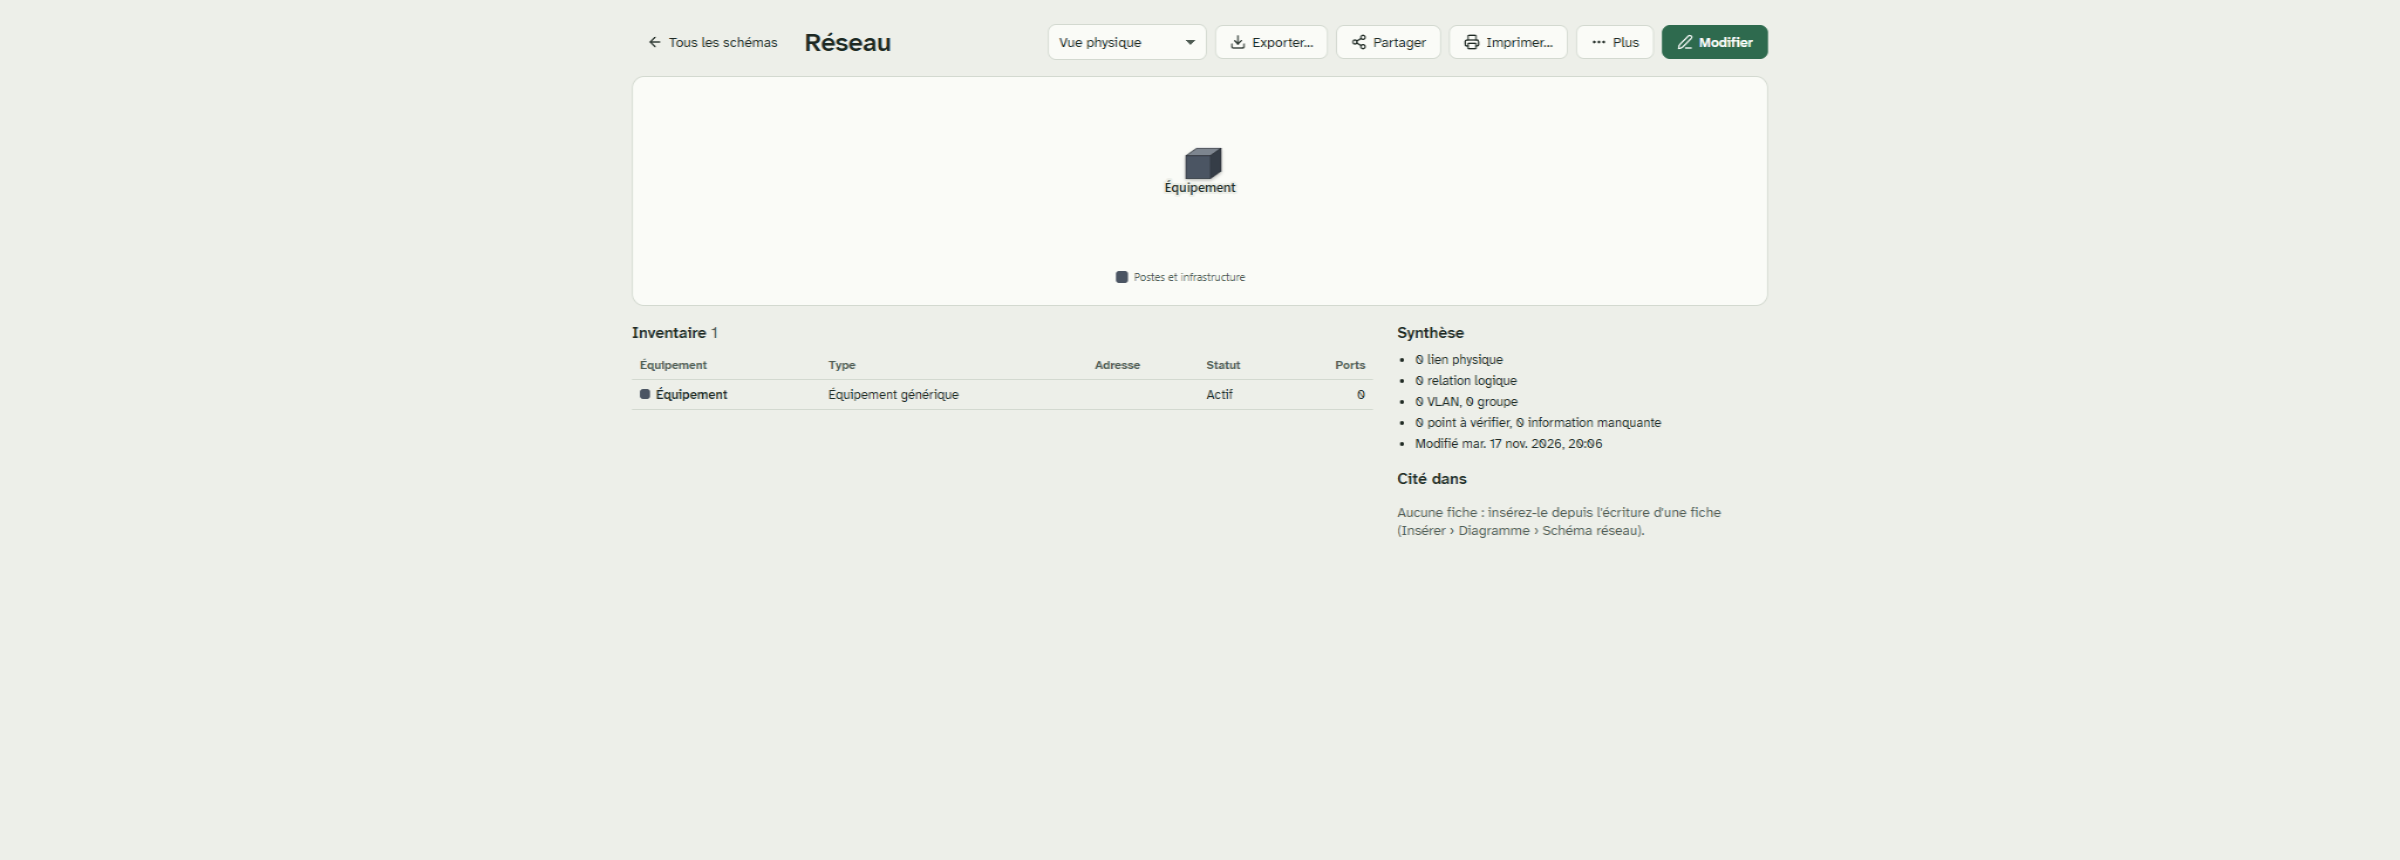 Tous les schémas
Réseau
Vue physique
Exporter...
Partager
Imprimer...
Plus
Modifier
Équipement
Postes et infrastructure
Inventaire 1
Équipement Type Adresse Statut Ports
Équipement Équipement générique Actif 0
Synthèse
• 0 lien physique
• 0 relation logique
• 0 VLAN, 0 groupe
• 0 point à vérifier, 0 information manquante
• Modifié mar. 17 nov. 2026, 20:06
Cité dans
Aucune fiche : insérez-le depuis l'écriture d'une fiche
(Insérer › Diagramme › Schéma réseau).